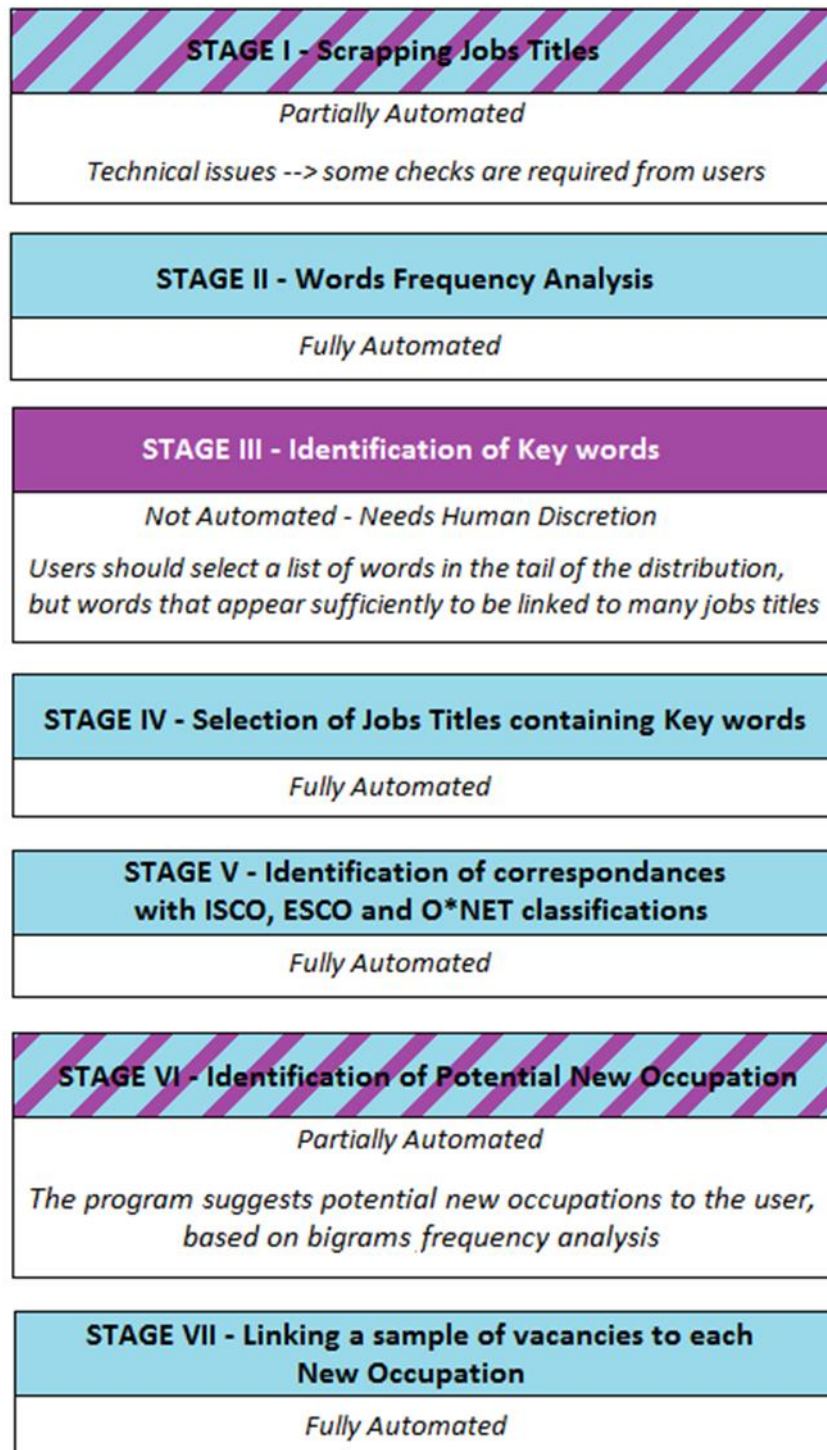 STAGE I - Scrapping Jobs Titles
Partially Automated
Technical issues --> some checks are required from users
STAGE II - Words Frequency Analysis
Fully Automated
STAGE III - Identification of Key words
Not Automated - Needs Human Discretion
Users should select a list of words in the tail of the distribution,
but words that appear sufficiently to be linked to many jobs titles
STAGE IV - Selection of Jobs Titles containing Key words
Fully Automated
STAGE V - Identification of correspondances
with ISCO, ESCO and O*NET classifications
Fully Automated
STAGE VI - Identification of Potential New Occupation
Partially Automated
The program suggests potential new occupations to the user,
based on bigrams frequency analysis
STAGE VII - Linking a sample of vacancies to each
New Occupation
Fully Automated